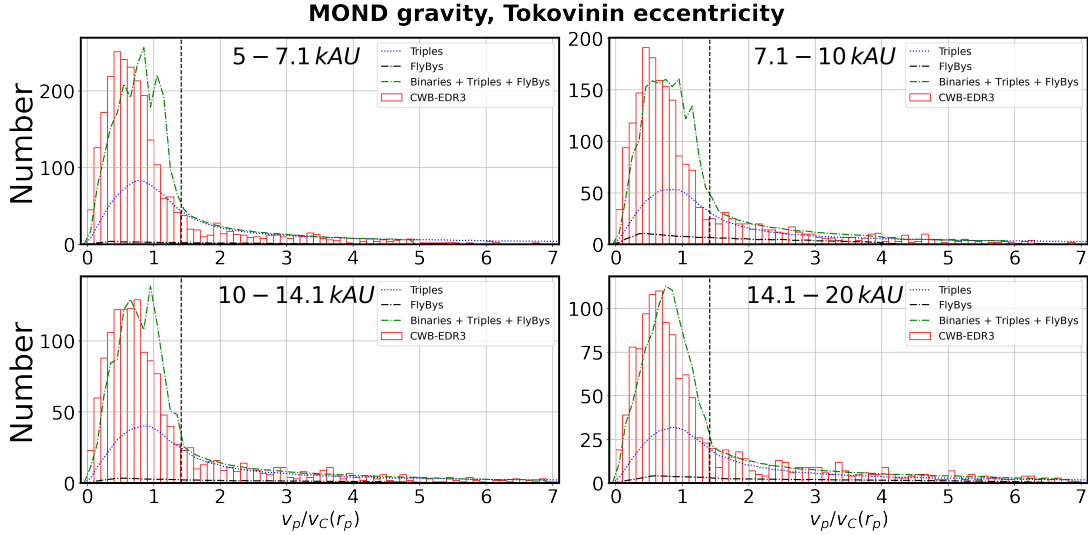 MOND gravity, Tokovinin eccentricity
5 − 7.1 kAU
Triples
FlyBys
Binaries + Triples + FlyBys
CWB-EDR3
Number
200
100
0
0 1 2 3 4 5 6 7
7.1 − 10 kAU
Triples
FlyBys
Binaries + Triples + FlyBys
CWB-EDR3
200
150
100
50
0
0 1 2 3 4 5 6 7
10 − 14.1 kAU
Triples
FlyBys
Binaries + Triples + FlyBys
CWB-EDR3
Number
100
50
0
0 1 2 3 4 5 6 7
v_p/v_C(r_p)
14.1 − 20 kAU
Triples
FlyBys
Binaries + Triples + FlyBys
CWB-EDR3
100
75
50
25
0
0 1 2 3 4 5 6 7
v_p/v_C(r_p)